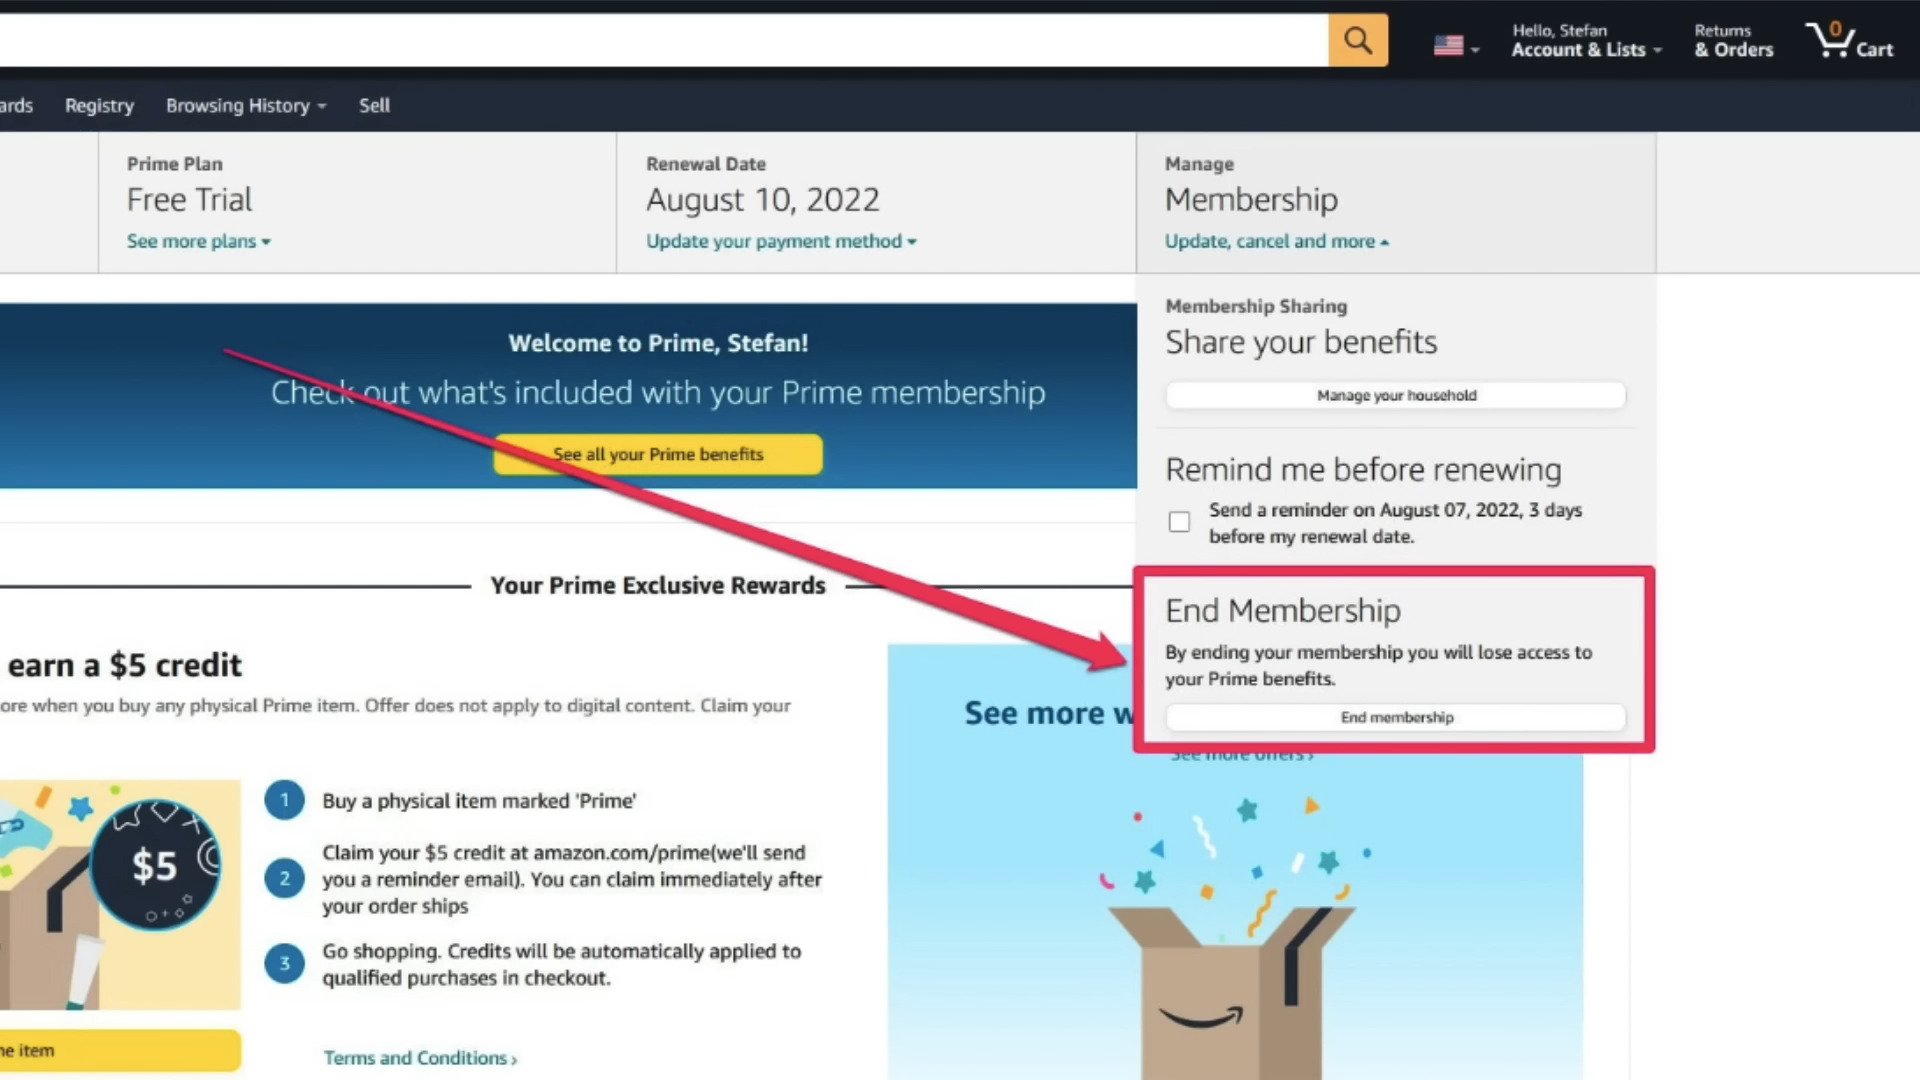 Hello, Stefan
Account & Lists
Returns
& Orders
0
Cart
ards
Registry
Browsing History
Sell
Prime Plan
Free Trial
See more plans
Renewal Date
August 10, 2022
Update your payment method
Manage
Membership
Update, cancel and more
Membership Sharing
Share your benefits
Manage your household
Remind me before renewing
Send a reminder on August 07, 2022, 3 days
before my renewal date.
End Membership
By ending your membership you will lose access to
your Prime benefits.
End membership
Welcome to Prime, Stefan!
Check out what's included with your Prime membership
See all your Prime benefits
Your Prime Exclusive Rewards
earn a $5 credit
ore when you buy any physical Prime item. Offer does not apply to digital content. Claim your
$5
1
Buy a physical item marked 'Prime'
2
Claim your $5 credit at amazon.com/prime(we'll send
you a reminder email). You can claim immediately after
your order ships
3
Go shopping. Credits will be automatically applied to
qualified purchases in checkout.
Terms and Conditions ›
ne item
See more w
See more offers ›